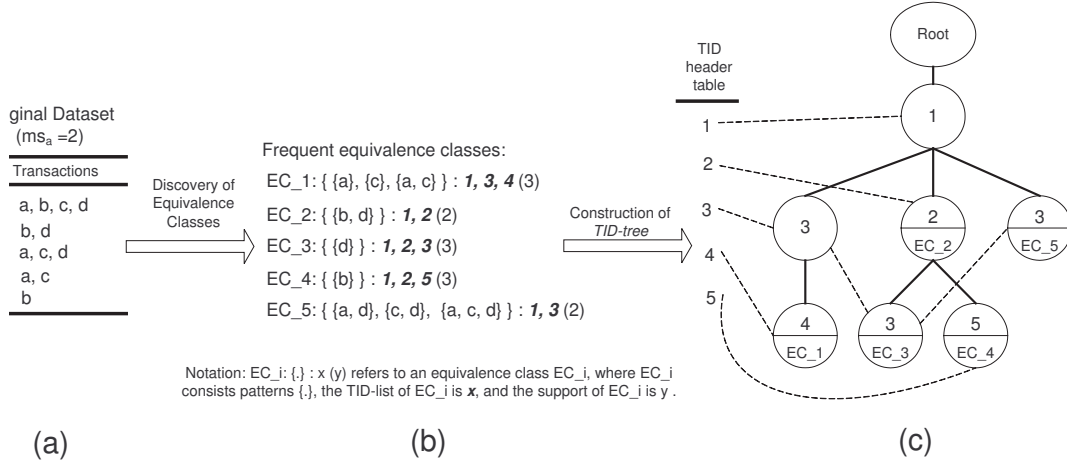 ginal Dataset
(msa =2)
Transactions
a, b, c, d
b, d
a, c, d
a, c
b
(a)
Discovery of
Equivalence
Classes
Frequent equivalence classes:
EC_1: { {a}, {c}, {a, c} } : 1, 3, 4 (3)
EC_2: { {b, d} } : 1, 2 (2)
EC_3: { {d} } : 1, 2, 3 (3)
EC_4: { {b} } : 1, 2, 5 (3)
EC_5: { {a, d}, {c, d}, {a, c, d} } : 1, 3 (2)
Notation: EC_i: {.} : x (y) refers to an equivalence class EC_i, where EC_i
consists patterns {.}, the TID-list of EC_i is x, and the support of EC_i is y .
(b)
Construction of
TID-tree
TID
header
table
1
2
3
4
5
Root
1
3
2
EC_2
3
EC_5
4
EC_1
3
EC_3
5
EC_4
(c)